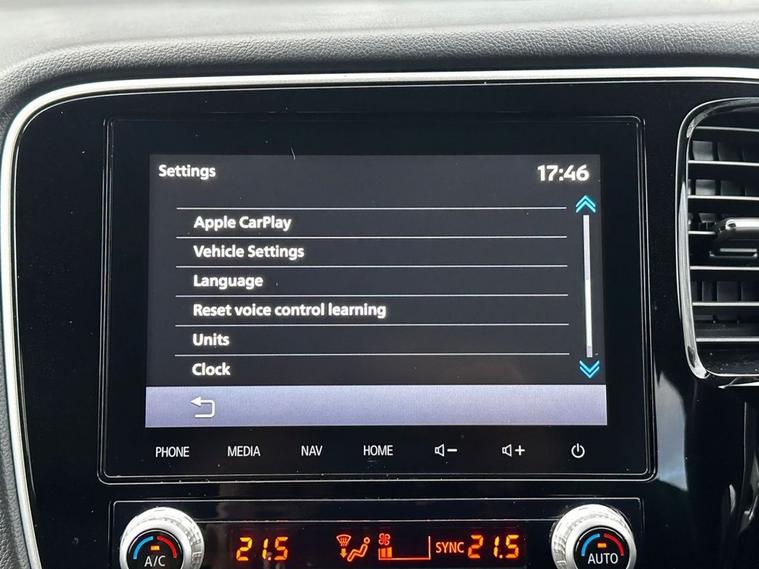 Settings 17:46
Apple CarPlay
Vehicle Settings
Language
Reset voice control learning
Units
Clock
PHONE MEDIA NAV HOME − +
21.5 SYNC 21.5
A/C AUTO